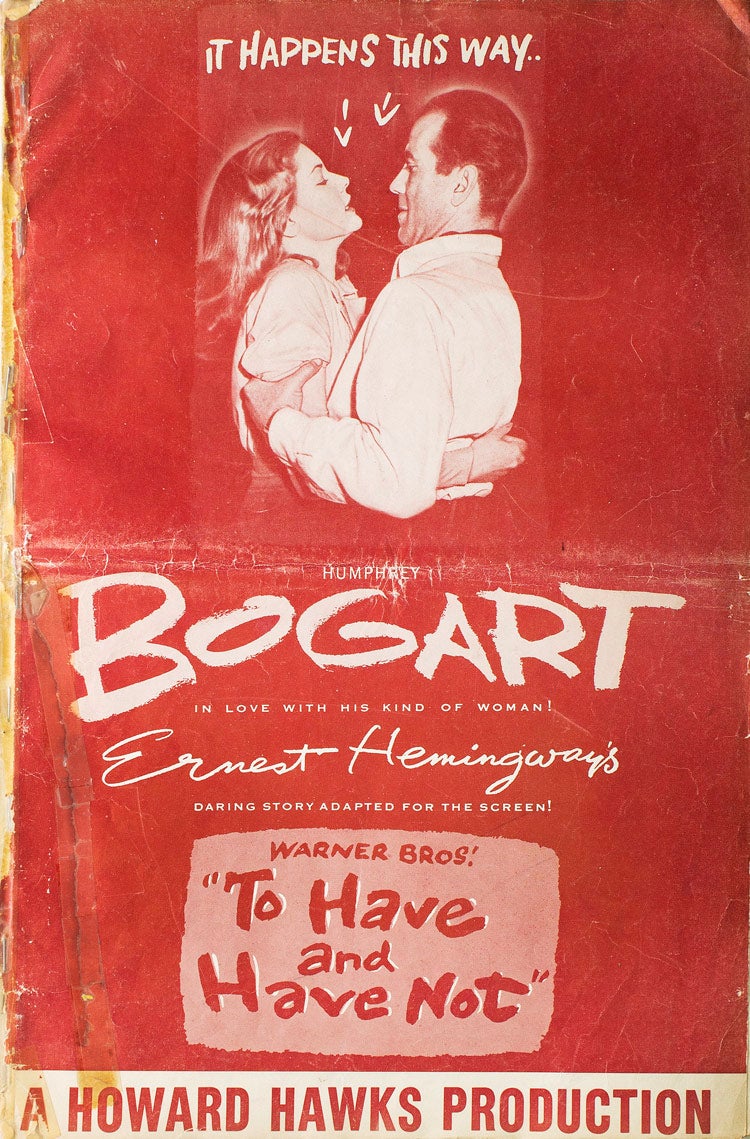 IT HAPPENS THIS WAY..
HUMPHREY
BOGART
IN LOVE WITH HIS KIND OF WOMAN!
Ernest Hemingway's
DARING STORY ADAPTED FOR THE SCREEN!
WARNER BROS!
"To Have
and
Have Not"
A HOWARD HAWKS PRODUCTION